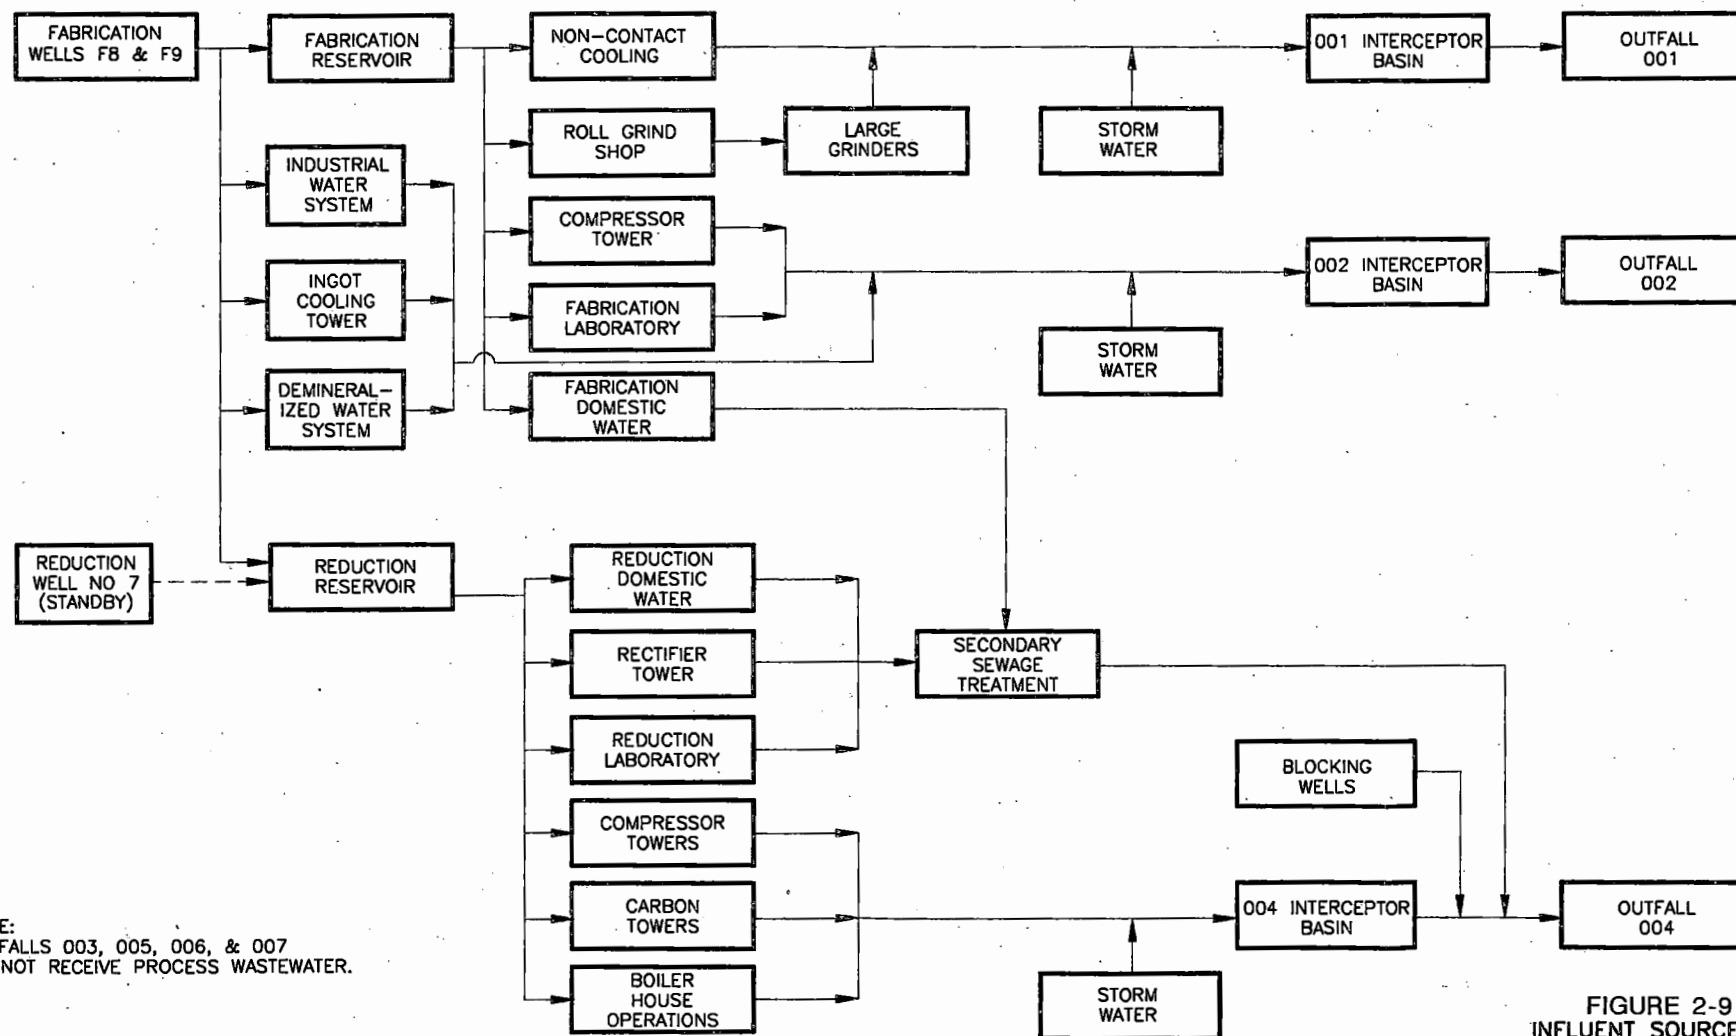 FABRICATION
WELLS F8 & F9
FABRICATION
RESERVOIR
NON-CONTACT
COOLING
001 INTERCEPTOR
BASIN
OUTFALL
001
ROLL GRIND
SHOP
LARGE
GRINDERS
STORM
WATER
INDUSTRIAL
WATER
SYSTEM
COMPRESSOR
TOWER
002 INTERCEPTOR
BASIN
OUTFALL
002
INGOT
COOLING
TOWER
FABRICATION
LABORATORY
STORM
WATER
DEMINERAL-
IZED WATER
SYSTEM
FABRICATION
DOMESTIC
WATER
REDUCTION
WELL NO 7
(STANDBY)
REDUCTION
RESERVOIR
REDUCTION
DOMESTIC
WATER
RECTIFIER
TOWER
SECONDARY
SEWAGE
TREATMENT
REDUCTION
LABORATORY
BLOCKING
WELLS
COMPRESSOR
TOWERS
CARBON
TOWERS
004 INTERCEPTOR
BASIN
OUTFALL
004
BOILER
HOUSE
OPERATIONS
STORM
WATER
E:
FALLS 003, 005, 006, & 007
NOT RECEIVE PROCESS WASTEWATER.
FIGURE 2-9
INFLUENT SOURCE